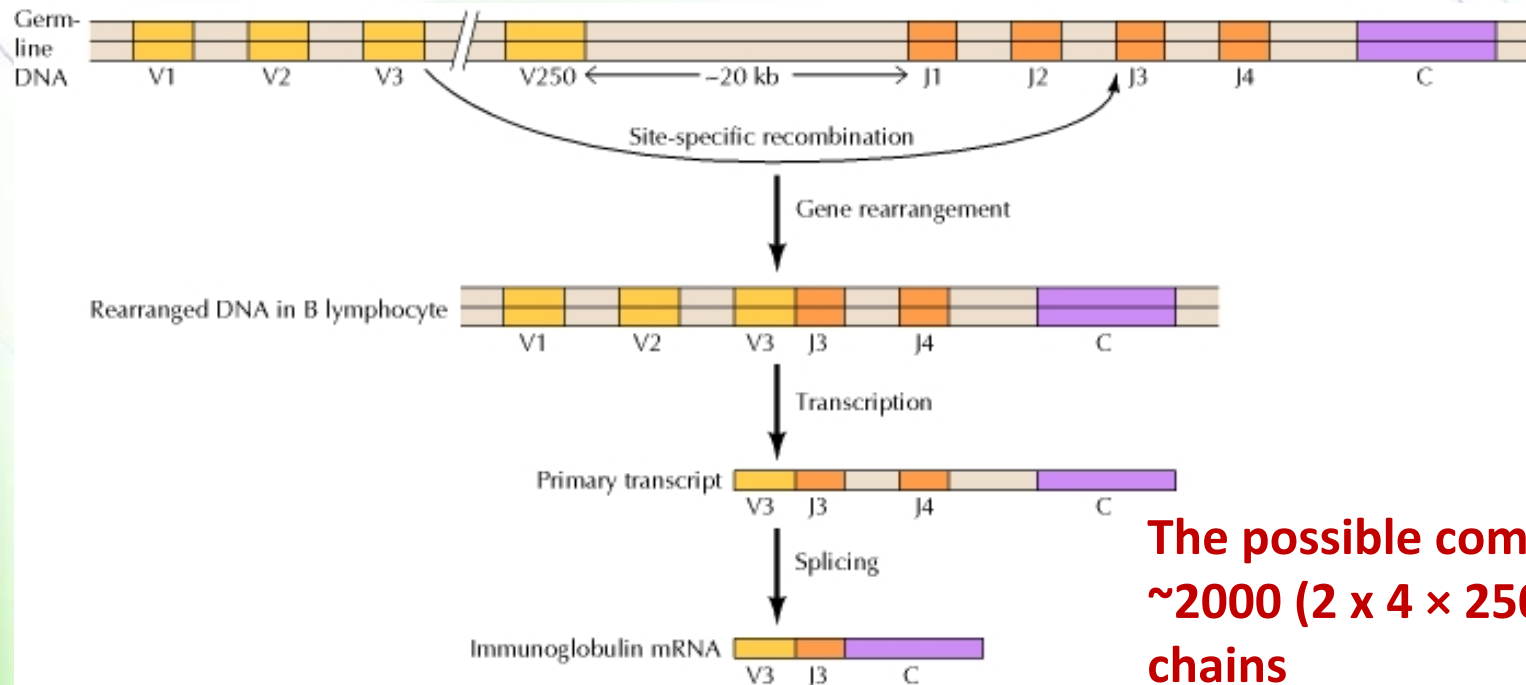 Germ-
line
DNA
V1 V2 V3 V250 ~20 kb J1 J2 J3 J4 C
Site-specific recombination
Gene rearrangement
Rearranged DNA in B lymphocyte
V1 V2 V3 J3 J4 C
Transcription
Primary transcript
V3 J3 J4 C
Splicing
Immunoglobulin mRNA
V3 J3 C
The possible
~2000 (2 x 4 ×
chains